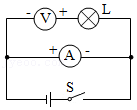 - V + L
+ A -
S